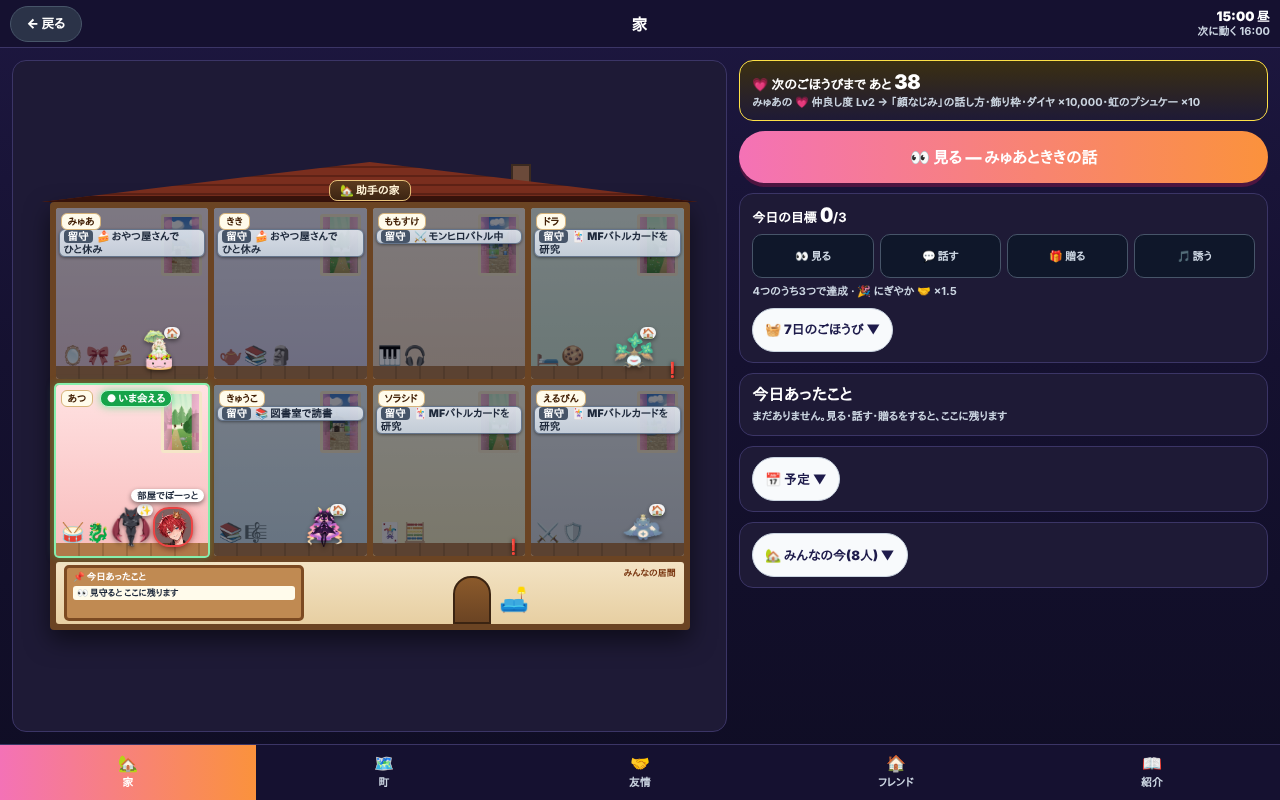 ← 戻る
家
15:00 昼
次に動く 16:00
🏡 助手の家
みゅあ
留守 🍰 おやつ屋さんで
ひと休み
きき
留守 🍰 おやつ屋さんで
ひと休み
ももすけ
留守 ⚔️ モンヒロバトル中
ドラ
留守 🃏 MFバトルカードを
研究
あつ
● いま会える
部屋でぼーっと
きゅうこ
留守 📚 図書室で読書
ソラシド
留守 🃏 MFバトルカードを
研究
えるびん
留守 🃏 MFバトルカードを
研究
📌 今日あったこと
👀 見守ると ここに残ります
みんなの居間
💗 次のごほうびまで あと 38
みゅあの 💗 仲良し度 Lv2 → 「顔なじみ」の話し方・飾り枠・ダイヤ ×10,000・虹のプシュケー ×10
👀 見る — みゅあとききの話
今日の目標 0/3
👀 見る
💬 話す
🎁 贈る
🎵 誘う
4つのうち3つで達成 · 🎉 にぎやか 🤝 ×1.5
🧺 7日のごほうび ▼
今日あったこと
まだありません。見る・話す・贈るをすると、ここに残ります
📅 予定 ▼
🏡 みんなの今(8人) ▼
家
町
友情
フレンド
紹介